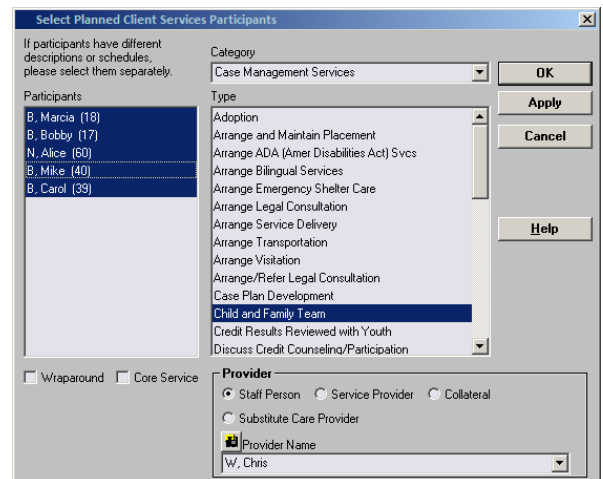 Select Planned Client Services Participants
If participants have different
descriptions or schedules,
please select them separately.
Category
Case Management Services
OK
Apply
Cancel
Help
Participants
B, Marcia (18)
B, Bobby (17)
N, Alice (60)
B, Mike (40)
B, Carol (39)
Type
Adoption
Arrange and Maintain Placement
Arrange ADA (Amer Disabilities Act) Svcs
Arrange Bilingual Services
Arrange Emergency Shelter Care
Arrange Legal Consultation
Arrange Service Delivery
Arrange Transportation
Arrange Visitation
Arrange/Refer Legal Consultation
Case Plan Development
Child and Family Team
Credit Results Reviewed with Youth
Discuss Credit Counseling/Participation
Wraparound Core Service
Provider
Staff Person Service Provider Collateral
Substitute Care Provider
Provider Name
W, Chris